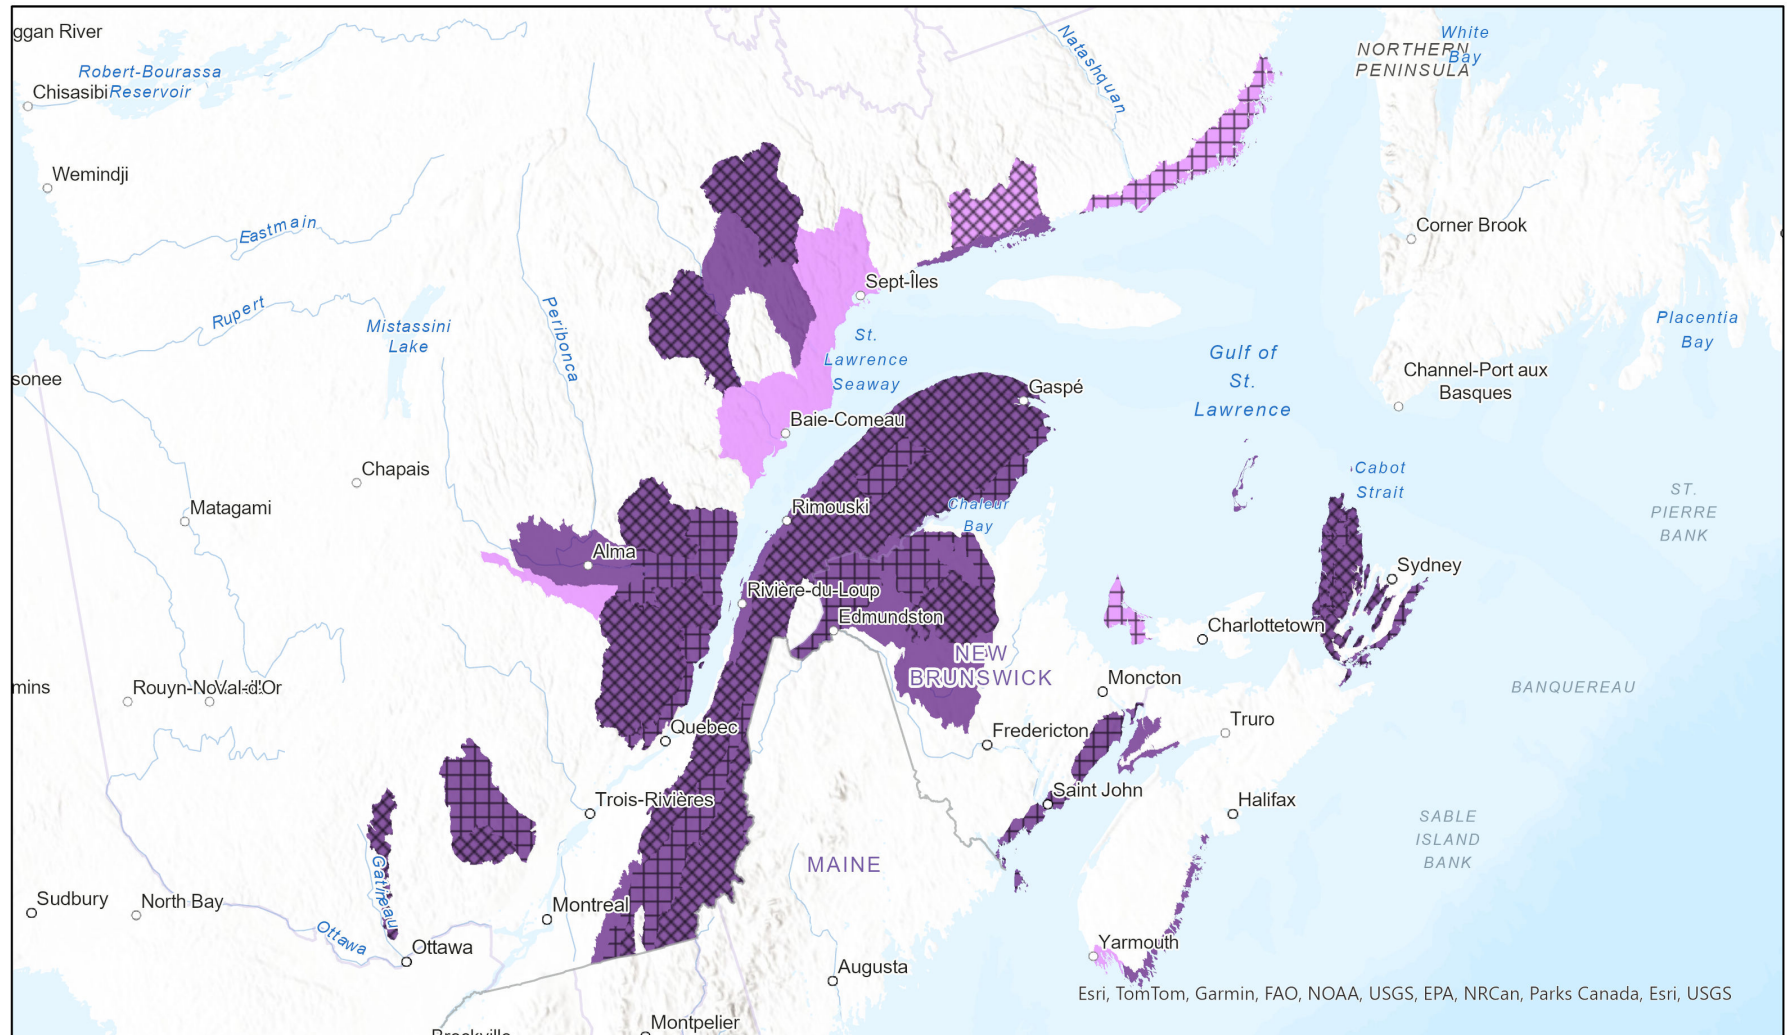 ggan River
White
Bay
NORTHERN
PENINSULA
Natashquan
Robert-Bourassa
Reservoir
Chisasibi
Wemindji
Eastmain
Corner Brook
Sept-Îles
Rupert
Peribonca
Mistassini
Lake
Placentia
Bay
St.
Lawrence
Seaway
Gulf of
St.
Lawrence
sonee
Channel-Port aux
Basques
Gaspé
Baie-Comeau
Chapais
Cabot
Strait
Matagami
Rimouski
Chaleur
Bay
ST.
PIERRE
BANK
Alma
Sydney
Rivière-du-Loup
Edmundston
Charlottetown
NEW
BRUNSWICK
mins
Rouyn-No
Val-d'Or
Moncton
BANQUEREAU
Quebec
Fredericton
Truro
Trois-Rivières
Saint John
Halifax
SABLE
ISLAND
BANK
MAINE
Gatineau
Sudbury
North Bay
Montreal
Ottawa
Ottawa
Yarmouth
Augusta
Esri, TomTom, Garmin, FAO, NOAA, USGS, EPA, NRCan, Parks Canada, Esri, USGS
Montpelier